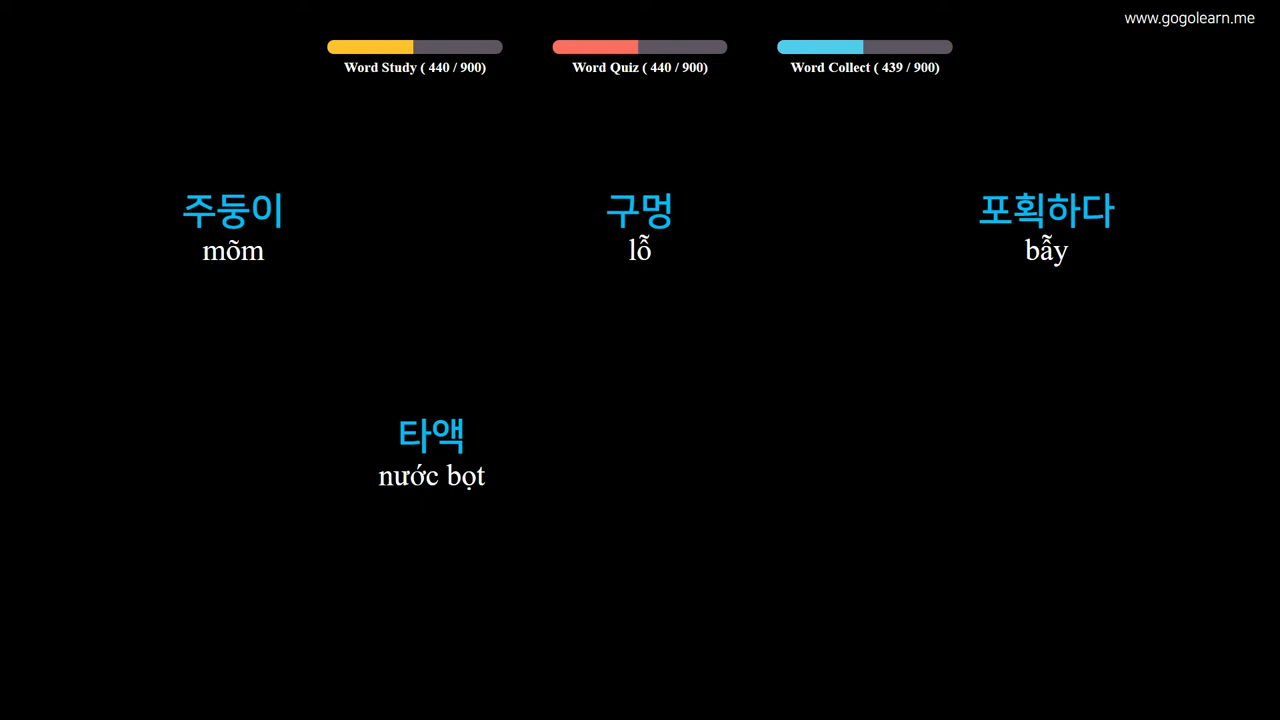 www.gogolearn.me
Word Study ( 440 / 900)
Word Quiz ( 440 / 900)
Word Collect ( 439 / 900)
주둥이
mõm
구멍
lỗ
포획하다
bẫy
타액
nước bọt